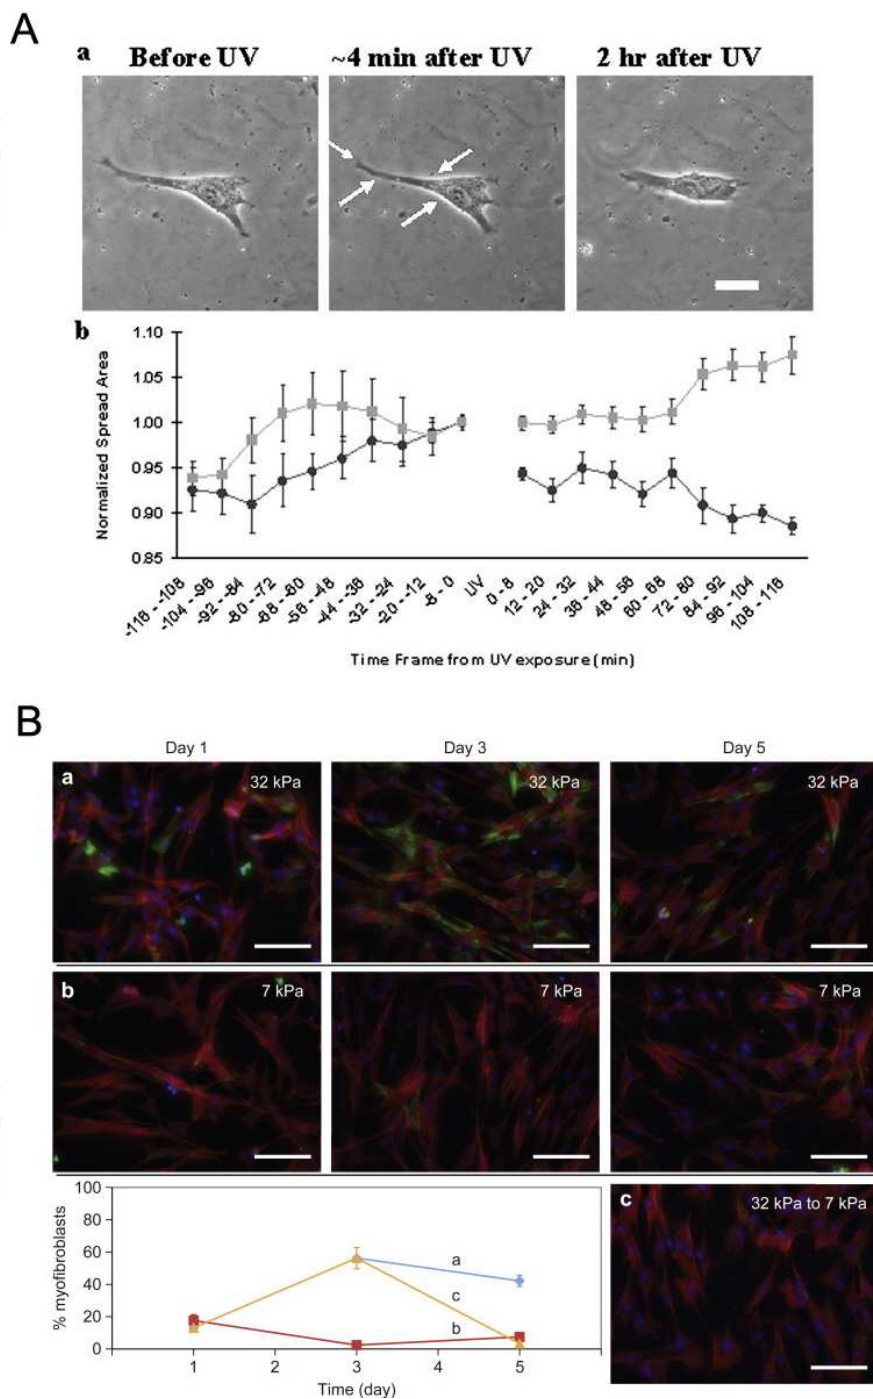 A
a Before UV ~4 min after UV 2 hr after UV
b
Normalized Spread Area
1.10
1.05
1.00
0.95
0.90
0.85
-116 - -108
-104 - -96
-92 - -84
-80 - -72
-68 - -60
-56 - -48
-44 - -36
-32 - -24
-20 - -12
-8 - 0
UV
0 - 8
12 - 20
24 - 32
36 - 44
48 - 56
60 - 68
72 - 80
84 - 92
96 - 104
108 - 116
Time Frame from UV exposure (min)
B
Day 1 Day 3 Day 5
a 32 kPa 32 kPa 32 kPa
b 7 kPa 7 kPa 7 kPa
% myofibroblasts
100
80
60
40
20
0
a
c
b
1 2 3 4 5
Time (day)
c 32 kPa to 7 kPa